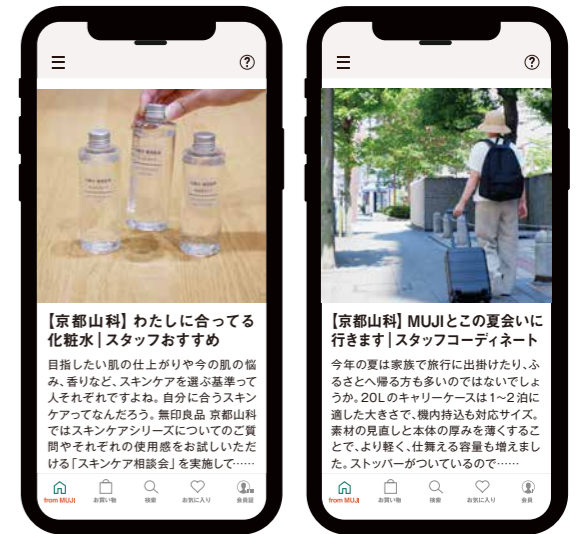 【京都山科】 わたしに合ってる
化粧水|スタッフおすすめ
目指したい肌の仕上がりや今の肌の悩
み、香りなど、スキンケアを選ぶ基準って
人それぞれですよね。自分に合うスキン
ケアってなんだろう。無印良品 京都山科
ではスキンケアシリーズについてのご質
問やそれぞれの使用感をお試しいただ
ける「スキンケア相談会」を実施して……
from MUJI
お買い物
検索
お気に入り
会員証
【京都山科】 MUJIとこの夏会いに
行きます|スタッフコーディネート
今年の夏は家族で旅行に出掛けたり、ふ
るさとへ帰る方も多いのではないでしょ
うか。20Lのキャリーケースは1~2泊に
適した大きさで、機内持込も対応サイズ。
素材の見直しと本体の厚みを薄くするこ
とで、より軽く、仕舞える容量も増えまし
た。ストッパーがついているので……
from MUJI
お買い物
検索
お気に入り
会員